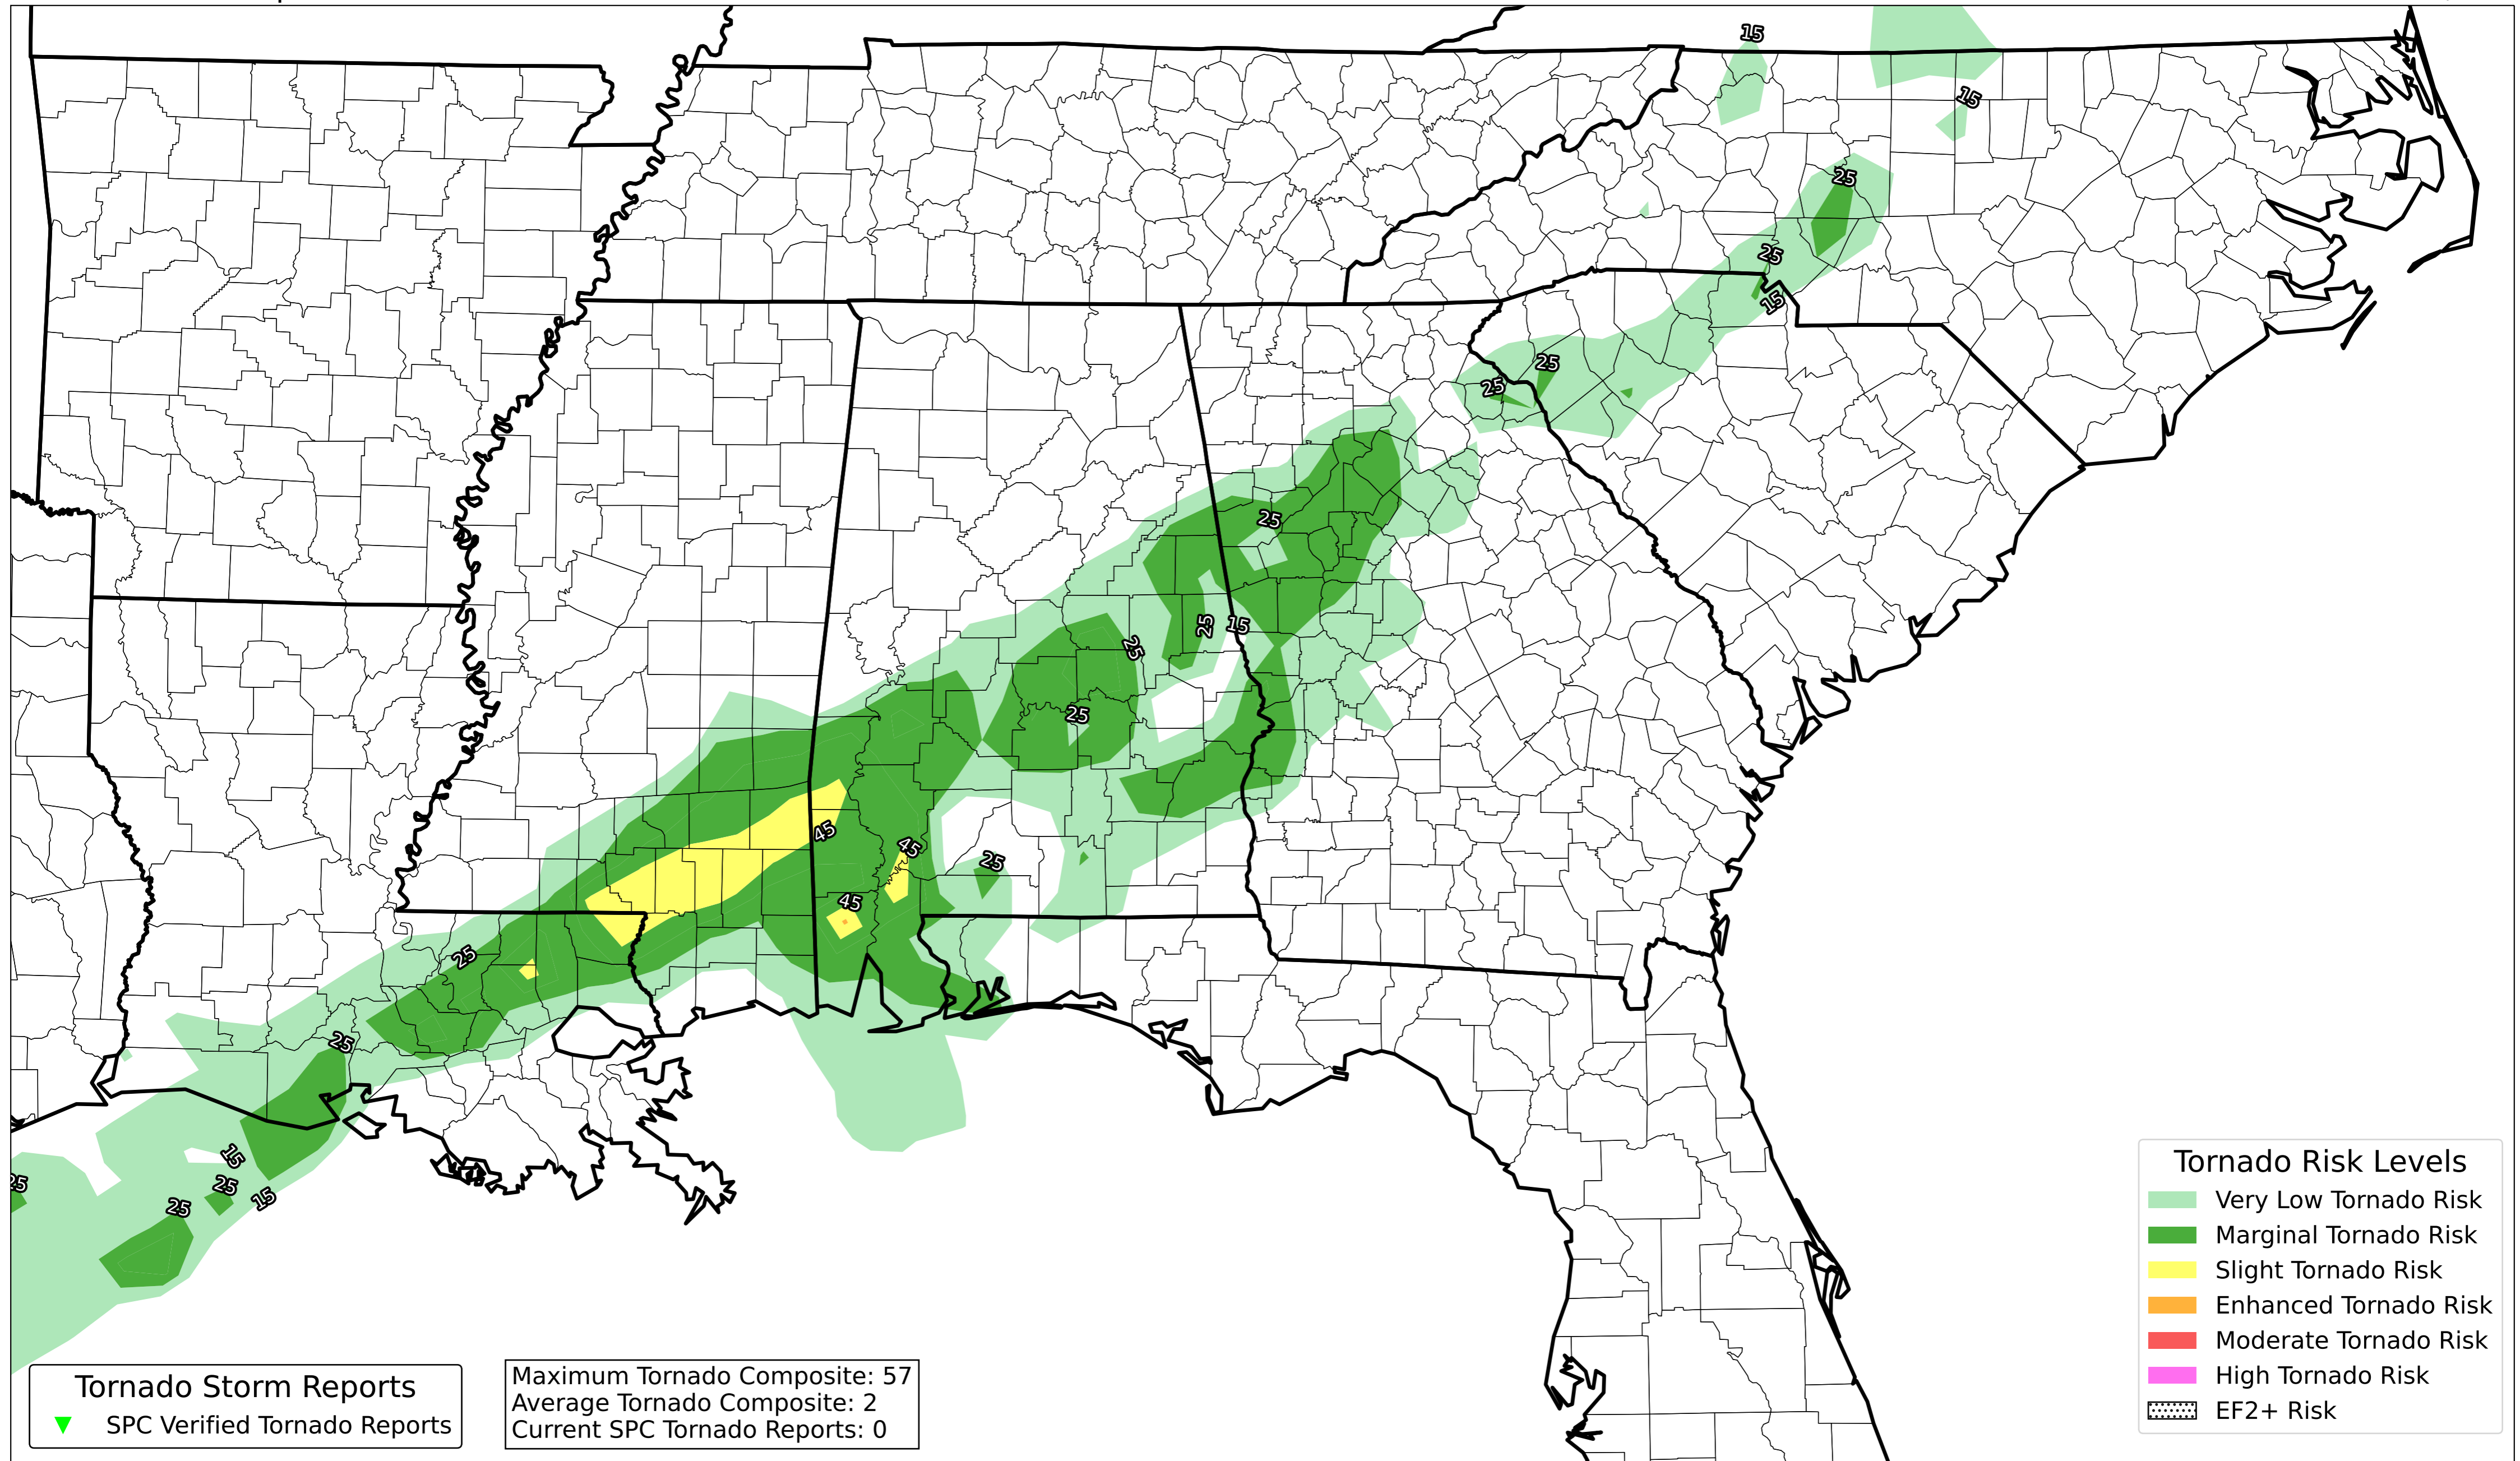 15
15
25
25
15
25
25
25
25
15
25
25
45
45
25
45
25
25
15
25
25
15
25
Tornado Risk Levels
Very Low Tornado Risk
Marginal Tornado Risk
Slight Tornado Risk
Enhanced Tornado Risk
Moderate Tornado Risk
High Tornado Risk
EF2+ Risk
Tornado Storm Reports
SPC Verified Tornado Reports
Maximum Tornado Composite: 57
Average Tornado Composite: 2
Current SPC Tornado Reports: 0